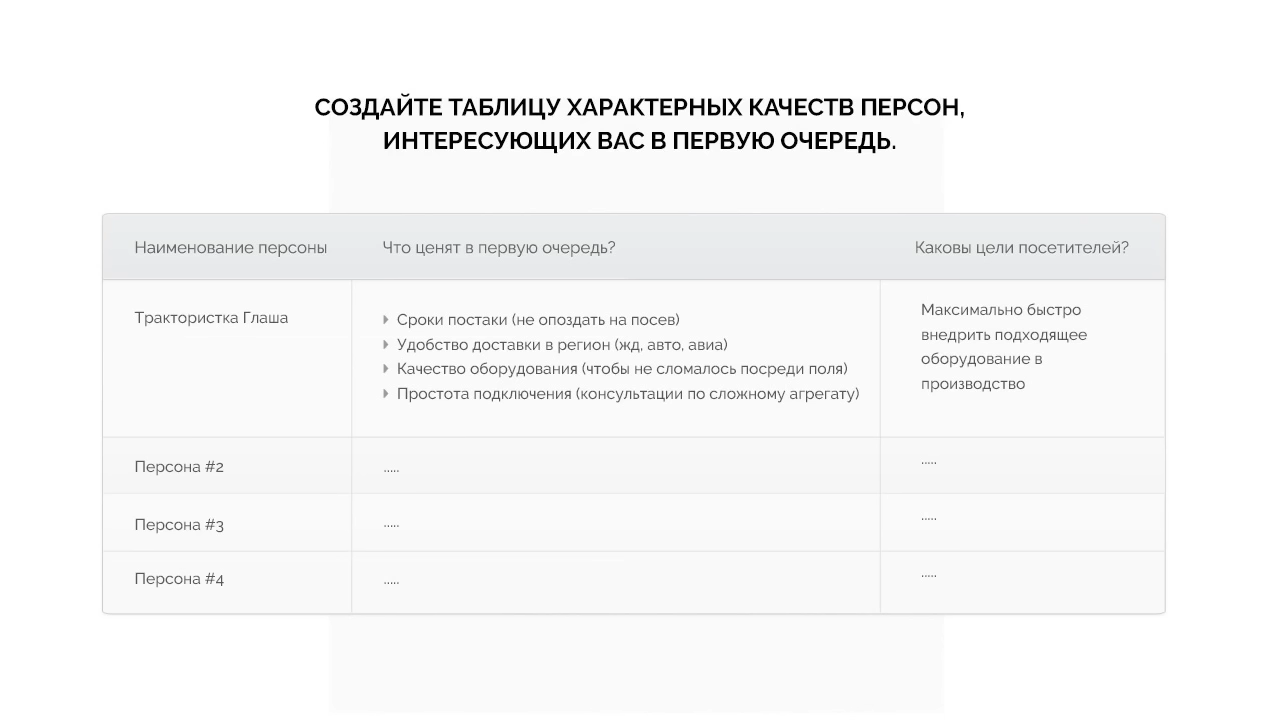 СОЗДАЙТЕ ТАБЛИЦУ ХАРАКТЕРНЫХ КАЧЕСТВ ПЕРСОН,
ИНТЕРЕСУЮЩИХ ВАС В ПЕРВУЮ ОЧЕРЕДЬ.
Наименование персоны
Что ценят в первую очередь?
Каковы цели посетителей?
Трактористка Глаша
Сроки постаки (не опоздать на посев)
Удобство доставки в регион (жд, авто, авиа)
Качество оборудования (чтобы не сломалось посреди поля)
Простота подключения (консультации по сложному агрегату)
Максимально быстро
внедрить подходящее
оборудование в
производство
Персона #2
.....
.....
Персона #3
.....
.....
Персона #4
.....
.....